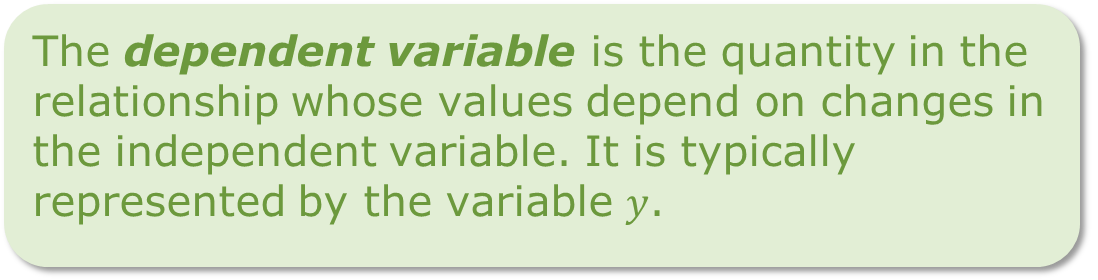 The dependent variable is the quantity in the
relationship whose values depend on changes in
the independent variable. It is typically
represented by the variable y.